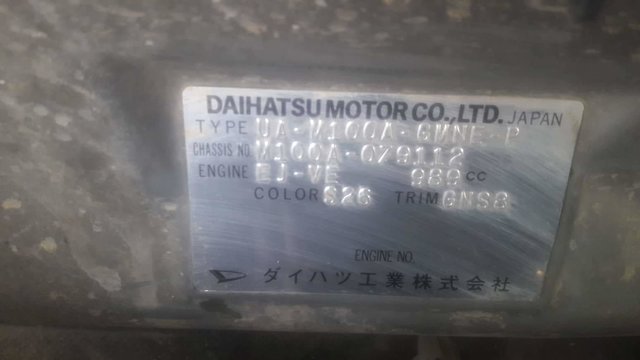 DAIHATSU MOTOR CO., LTD. JAPAN
TYPE UA-M100A-GMNE-P
CHASSIS NO. M100A-079112
ENGINE EJ-VE 989 CC
COLOR S26 TRIM GNS8
ENGINE NO.
ダイハツ工業株式会社